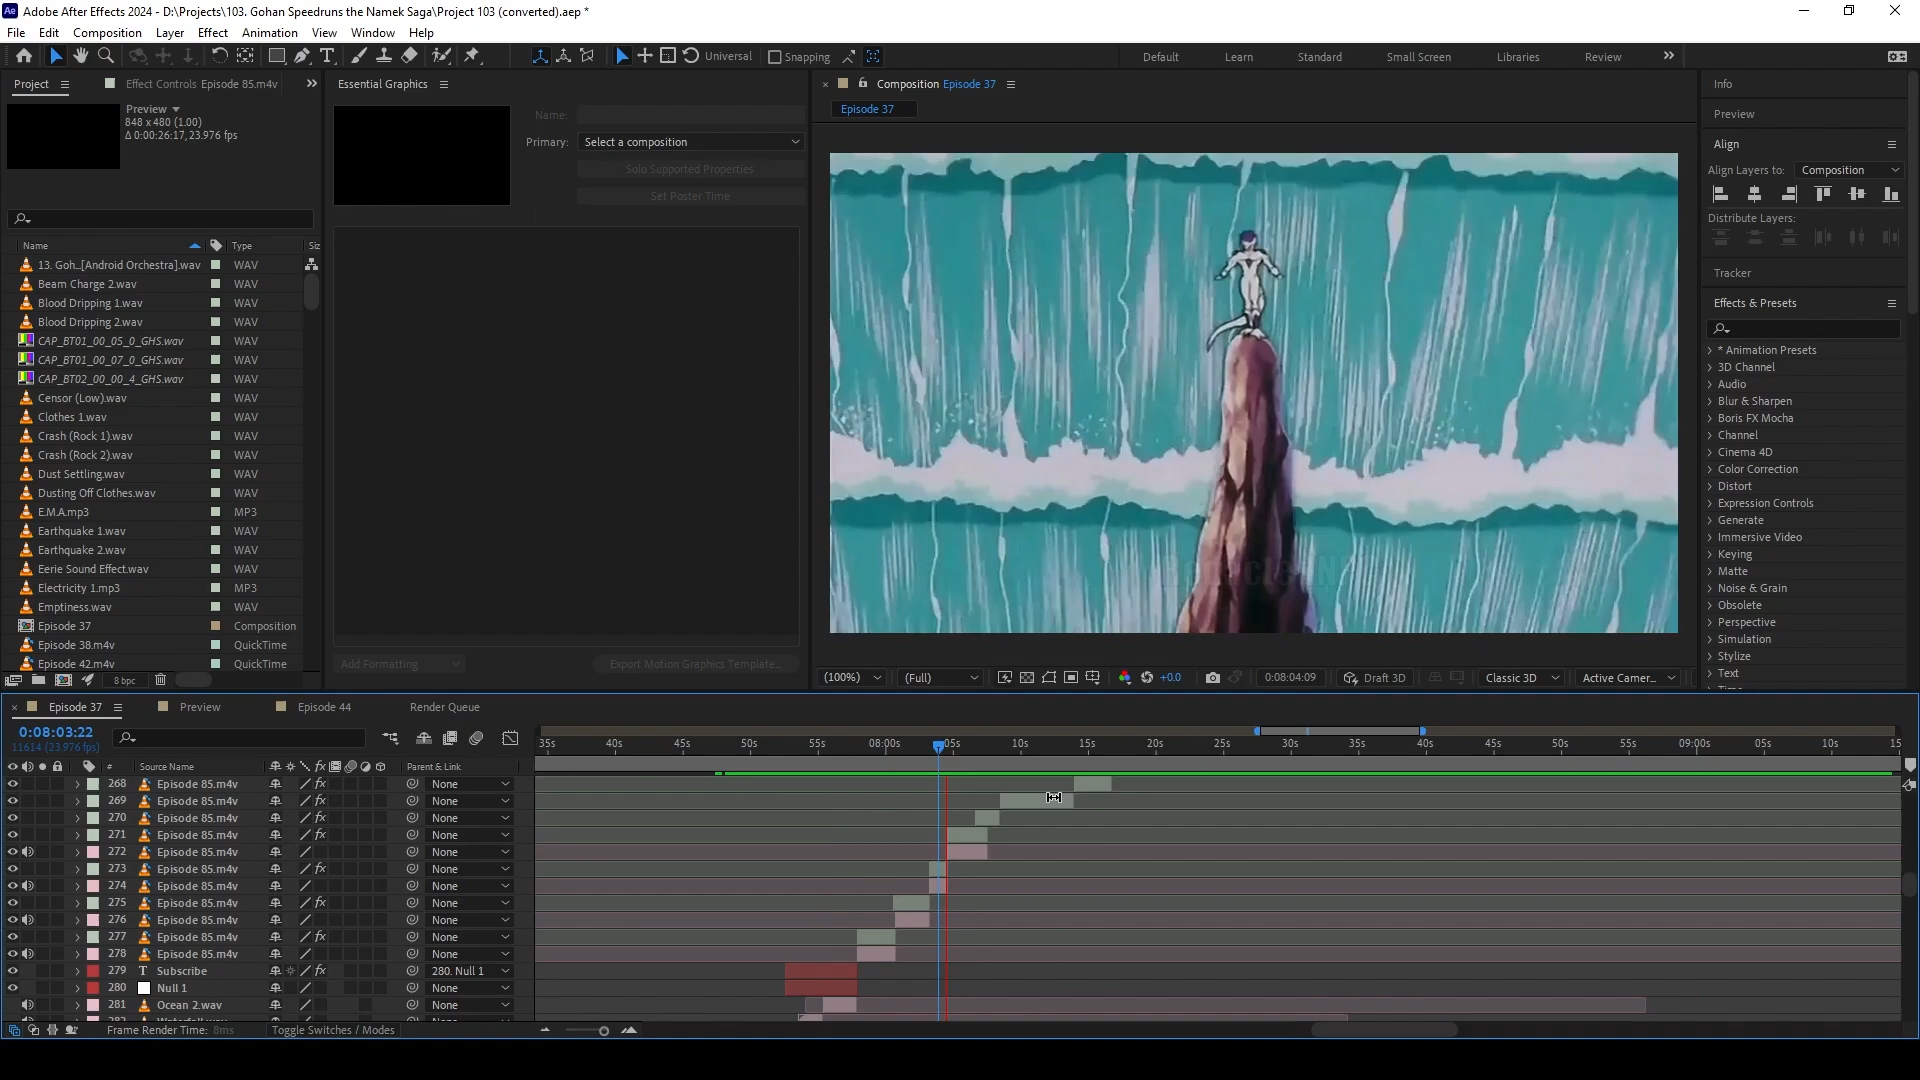 Adobe After Effects 2024 - D:\Projects\103. Gohan Speedruns the Namek Saga\Project 103 (converted).aep *
File Edit Composition Layer Effect Animation View Window Help
Universal Snapping Default Learn Standard Small Screen Libraries Review
Project Effect Controls Episode 85.m4v
Preview
848 x 480 (1.00)
Δ 0:00:26:17, 23.976 fps
Name Type Siz
13. Goh...[Android Orchestra].wav WAV
Beam Charge 2.wav WAV
Blood Dripping 1.wav WAV
Blood Dripping 2.wav WAV
CAP_BT01_00_05_0_GHS.wav WAV
CAP_BT01_00_07_0_GHS.wav WAV
CAP_BT02_00_00_4_GHS.wav WAV
Censor (Low).wav WAV
Clothes 1.wav WAV
Crash (Rock 1).wav WAV
Crash (Rock 2).wav WAV
Dust Settling.wav WAV
Dusting Off Clothes.wav WAV
E.M.A.mp3 MP3
Earthquake 1.wav WAV
Earthquake 2.wav WAV
Eerie Sound Effect.wav WAV
Electricity 1.mp3 MP3
Emptiness.wav WAV
Episode 37 Composition
Episode 38.m4v QuickTime
Episode 42.m4v QuickTime
8 bpc
Essential Graphics
Name:
Primary: Select a composition
Solo Supported Properties
Set Poster Time
Add Formatting Export Motion Graphics Template...
Composition Episode 37
Episode 37
(100%) (Full) +0.0 0:08:04:09 Draft 3D Classic 3D Active Camer...
Info
Preview
Align
Align Layers to: Composition
Distribute Layers:
Tracker
Effects & Presets
* Animation Presets
3D Channel
Audio
Blur & Sharpen
Boris FX Mocha
Channel
Cinema 4D
Color Correction
Distort
Expression Controls
Generate
Immersive Video
Keying
Matte
Noise & Grain
Obsolete
Perspective
Simulation
Stylize
Text
Episode 37 Preview Episode 44 Render Queue
0:08:03:22
11614 (23.976 fps)
35s 40s 45s 50s 55s 08:00s 05s 10s 15s 20s 25s 30s 35s 40s 45s 50s 55s 09:00s 05s 10s 15
# Source Name fx Parent & Link
268 Episode 85.m4v fx None
269 Episode 85.m4v fx None
270 Episode 85.m4v fx None
271 Episode 85.m4v fx None
272 Episode 85.m4v None
273 Episode 85.m4v fx None
274 Episode 85.m4v None
275 Episode 85.m4v fx None
276 Episode 85.m4v None
277 Episode 85.m4v fx None
278 Episode 85.m4v None
279 T Subscribe fx 280. Null 1
280 Null 1 None
281 Ocean 2.wav None
Frame Render Time: 8ms Toggle Switches / Modes